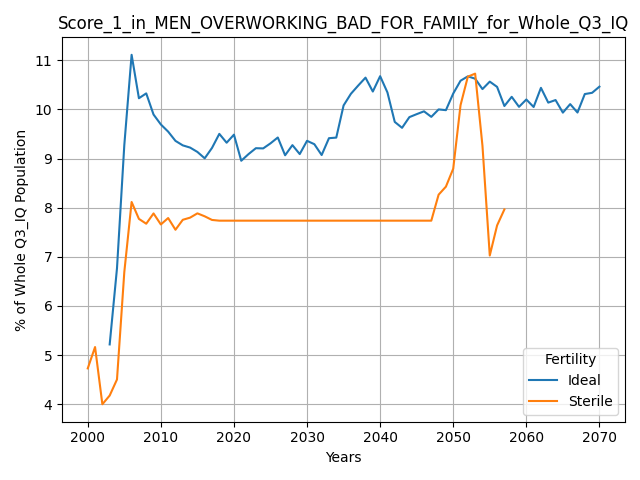 Score_1_in_MEN_OVERWORKING_BAD_FOR_FAMILY_for_Whole_Q3_IQ
% of Whole Q3_IQ Population
11
10
9
8
7
6
5
4
2000 2010 2020 2030 2040 2050 2060 2070
Years
Fertility
Ideal
Sterile